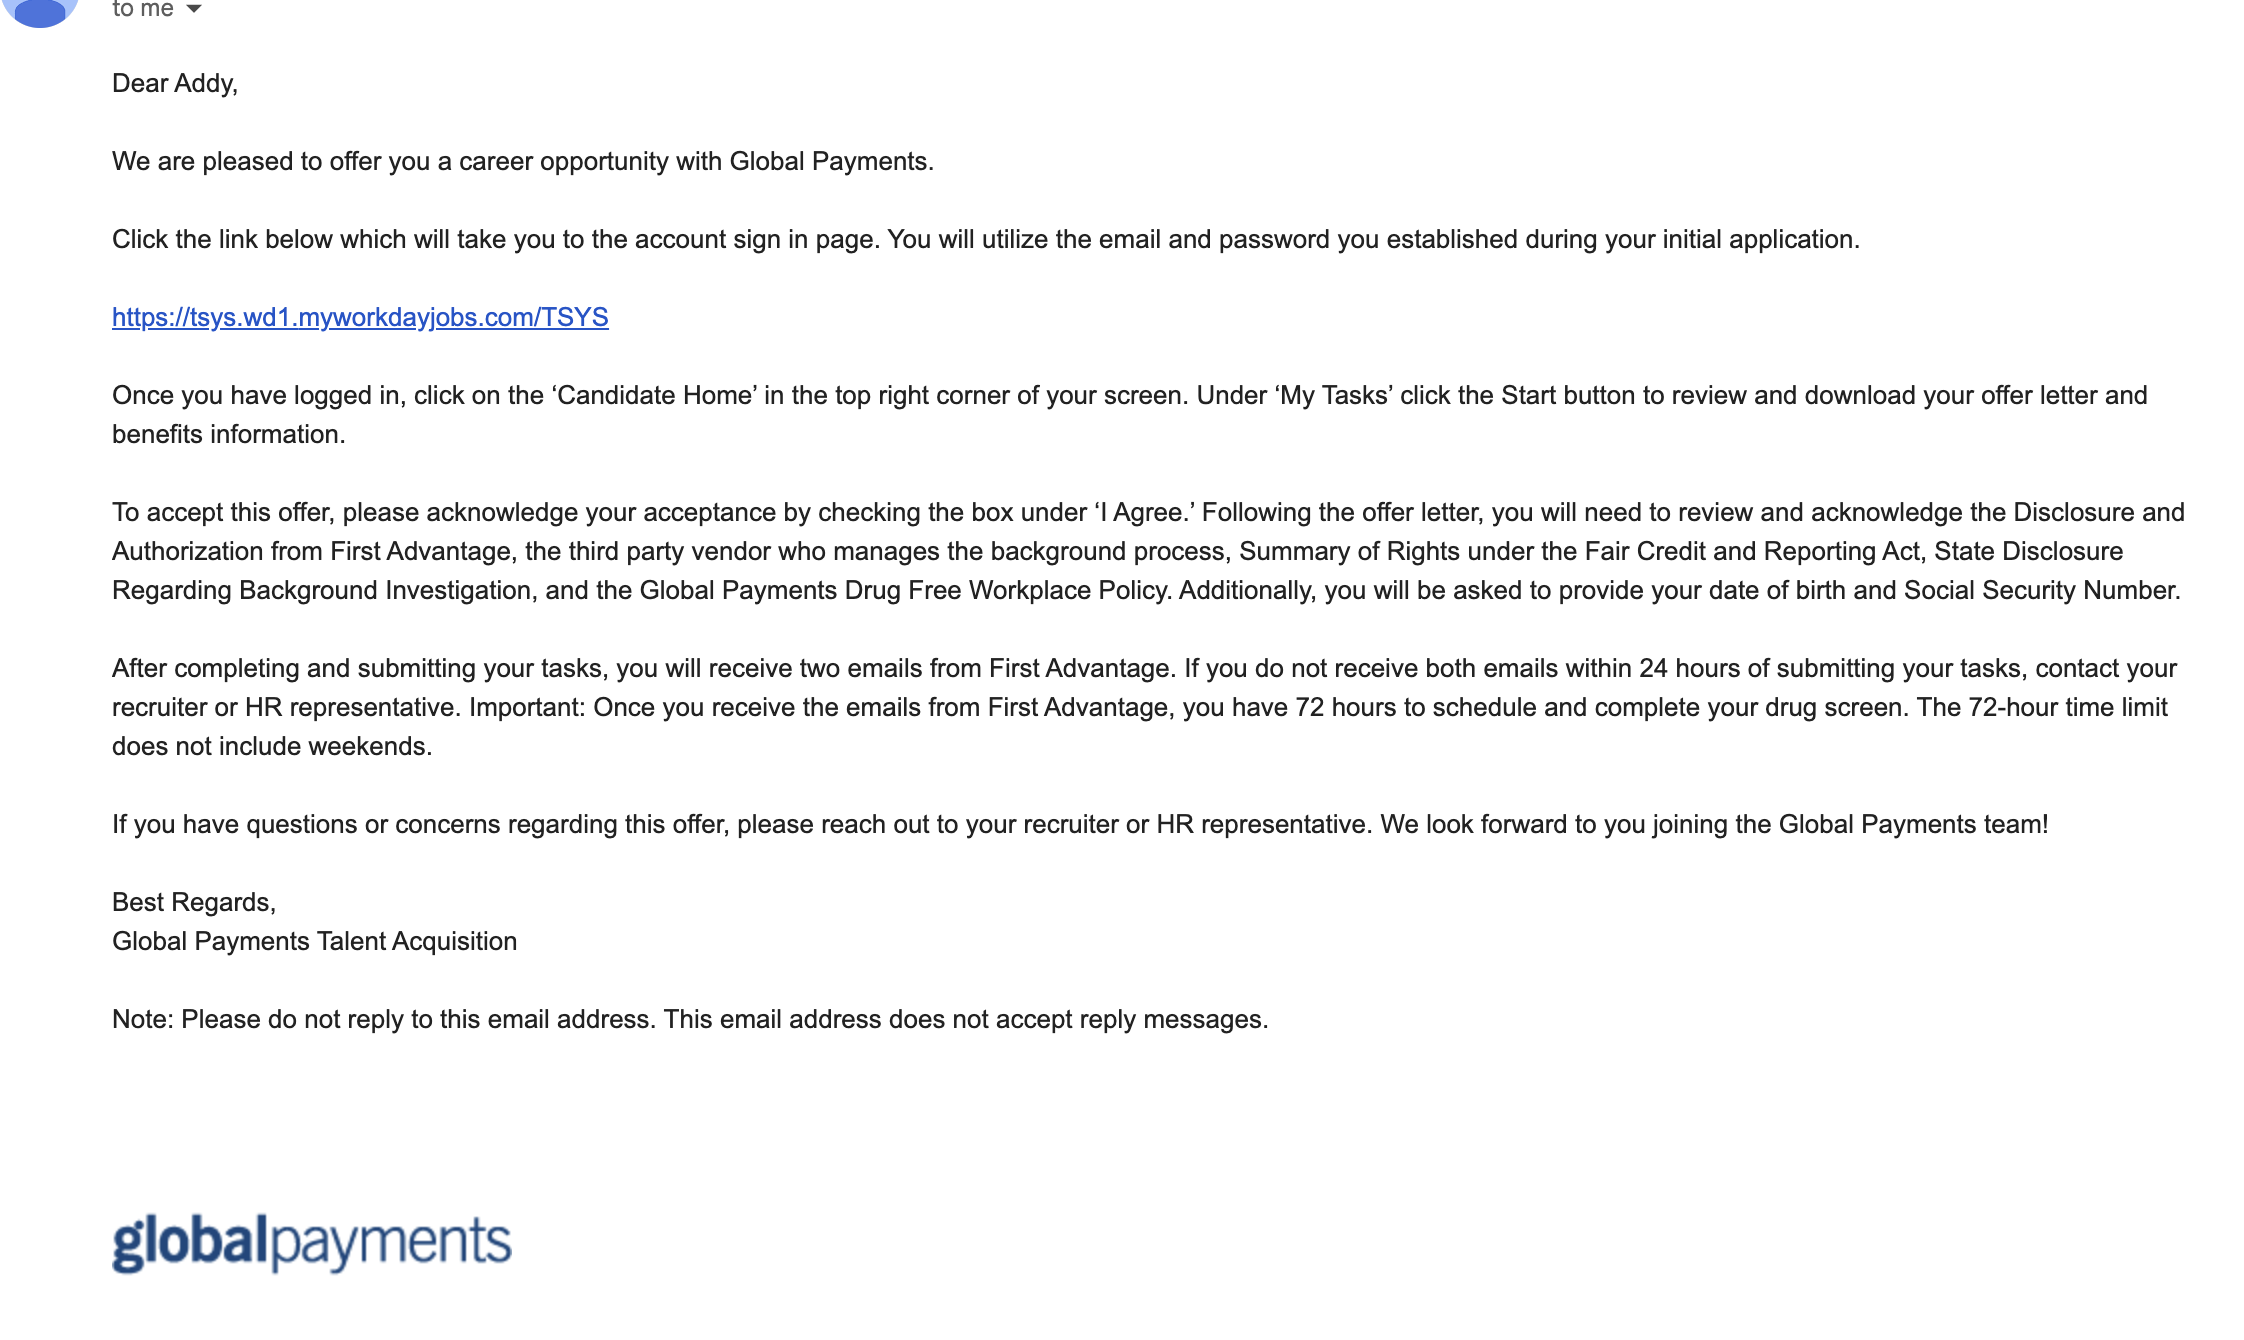 to me
Dear Addy,
We are pleased to offer you a career opportunity with Global Payments.
Click the link below which will take you to the account sign in page. You will utilize the email and password you established during your initial application.
https://tsys.wd1.myworkdayjobs.com/TSYS
Once you have logged in, click on the ‘Candidate Home’ in the top right corner of your screen. Under ‘My Tasks’ click the Start button to review and download your offer letter and
benefits information.
To accept this offer, please acknowledge your acceptance by checking the box under ‘I Agree.’ Following the offer letter, you will need to review and acknowledge the Disclosure and
Authorization from First Advantage, the third party vendor who manages the background process, Summary of Rights under the Fair Credit and Reporting Act, State Disclosure
Regarding Background Investigation, and the Global Payments Drug Free Workplace Policy. Additionally, you will be asked to provide your date of birth and Social Security Number.
After completing and submitting your tasks, you will receive two emails from First Advantage. If you do not receive both emails within 24 hours of submitting your tasks, contact your
recruiter or HR representative. Important: Once you receive the emails from First Advantage, you have 72 hours to schedule and complete your drug screen. The 72-hour time limit
does not include weekends.
If you have questions or concerns regarding this offer, please reach out to your recruiter or HR representative. We look forward to you joining the Global Payments team!
Best Regards,
Global Payments Talent Acquisition
Note: Please do not reply to this email address. This email address does not accept reply messages.
globalpayments